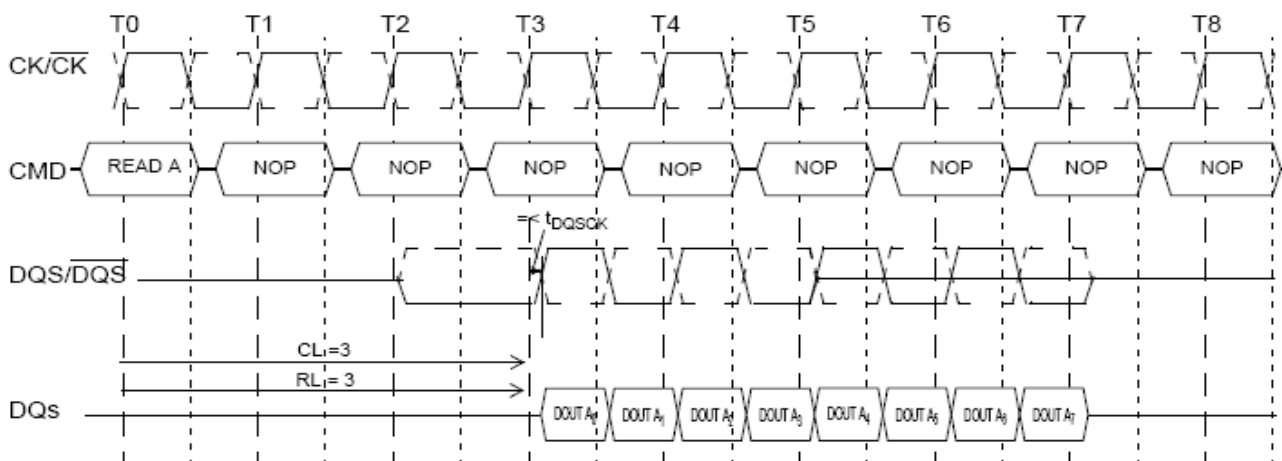 T0 T1 T2 T3 T4 T5 T6 T7 T8
CK/CK
CMD READ A NOP NOP NOP NOP NOP NOP NOP NOP
=< tDQSCK
DQS/DQS
CL = 3
RL = 3
DQs DOUT A0 DOUT A1 DOUT A2 DOUT A3 DOUT A4 DOUT A5 DOUT A6 DOUT A7